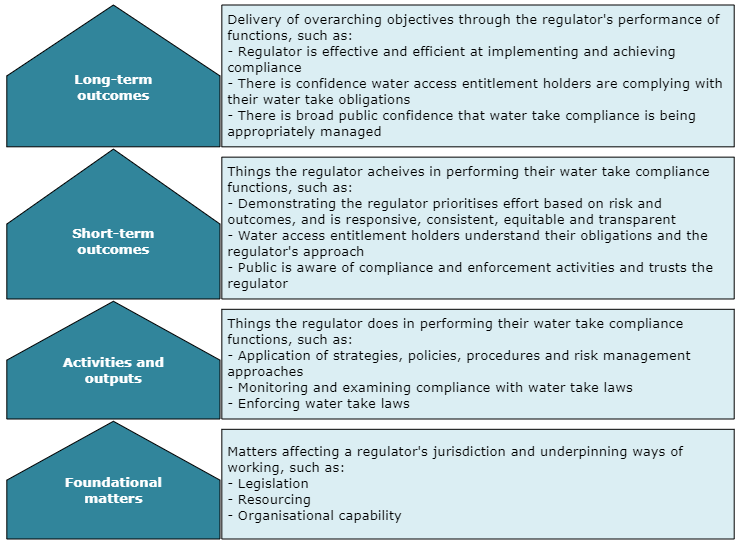 Long-term
outcomes
Delivery of overarching objectives through the regulator's performance of
functions, such as:
- Regulator is effective and efficient at implementing and achieving
compliance
- There is confidence water access entitlement holders are complying with
their water take obligations
- There is broad public confidence that water take compliance is being
appropriately managed
Short-term
outcomes
Things the regulator acheives in performing their water take compliance
functions, such as:
- Demonstrating the regulator prioritises effort based on risk and
outcomes, and is responsive, consistent, equitable and transparent
- Water access entitlement holders understand their obligations and the
regulator's approach
- Public is aware of compliance and enforcement activities and trusts the
regulator
Activities and
outputs
Things the regulator does in performing their water take compliance
functions, such as:
- Application of strategies, policies, procedures and risk management
approaches
- Monitoring and examining compliance with water take laws
- Enforcing water take laws
Foundational
matters
Matters affecting a regulator's jurisdiction and underpinning ways of
working, such as:
- Legislation
- Resourcing
- Organisational capability